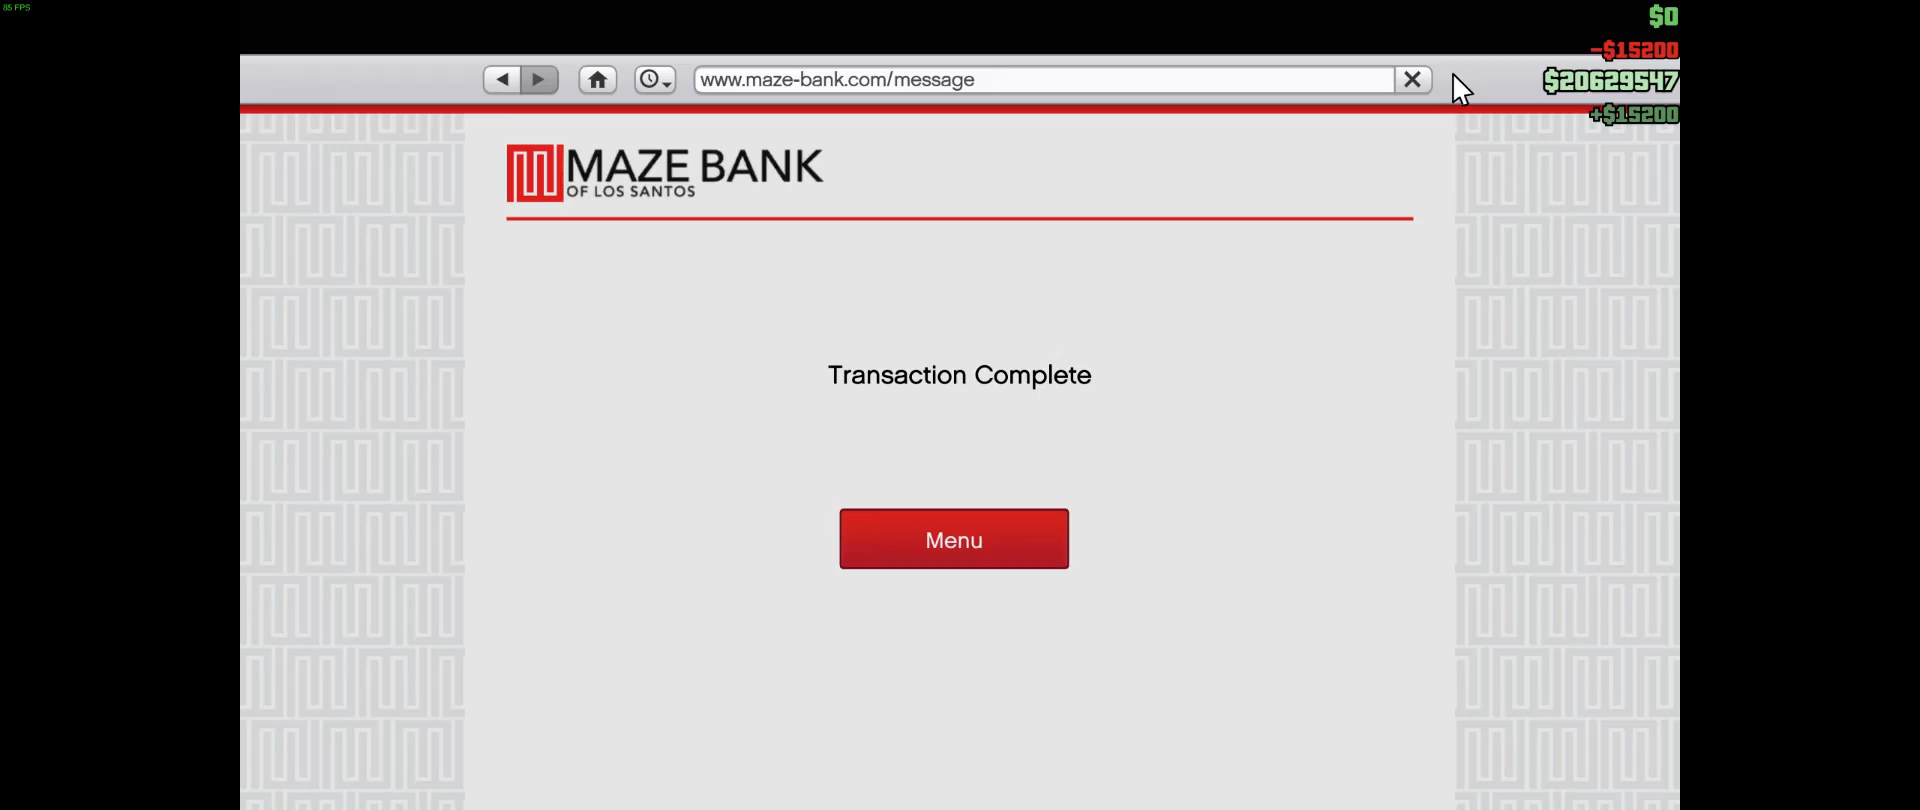 85 FPS
$0
-$15200
www.maze-bank.com/message
$20629547
+$15200
MAZE BANK
OF LOS SANTOS
Transaction Complete
Menu